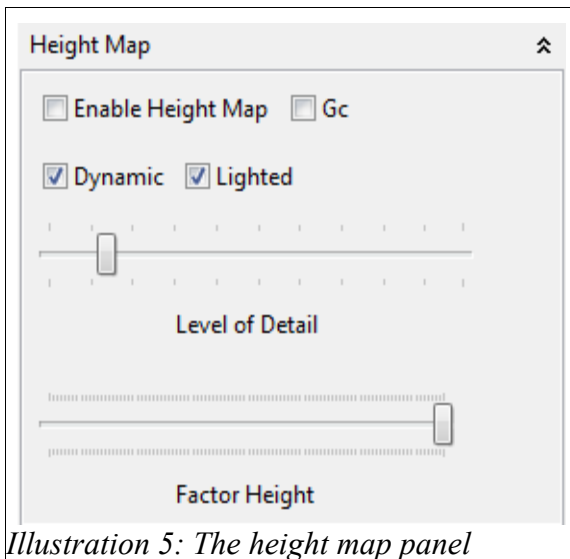 Height Map
Enable Height Map Gc
Dynamic Lighted
Level of Detail
Factor Height
Illustration 5: The height map panel